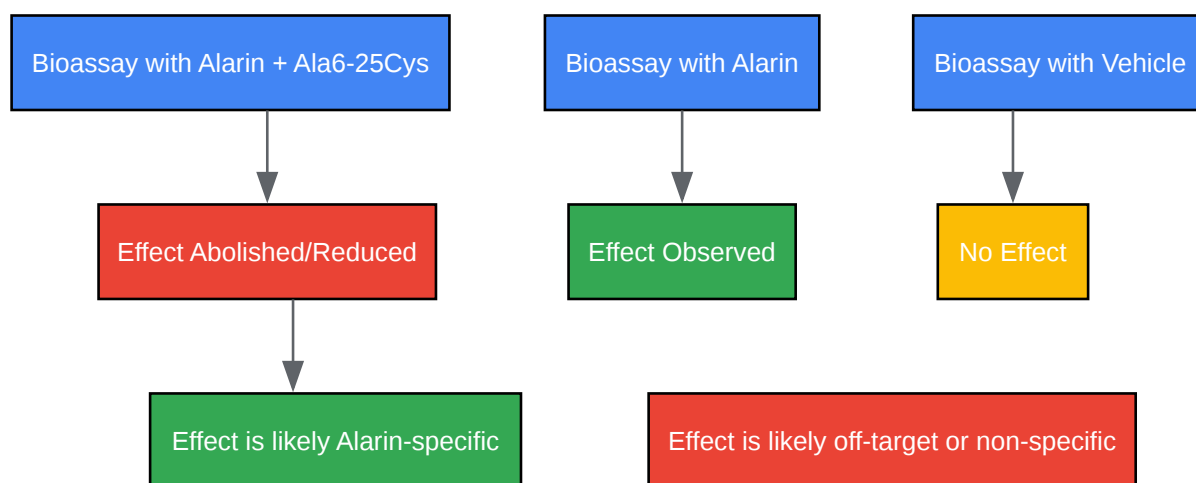 Bioassay with Alarin + Ala6-25Cys
Bioassay with Alarin
Bioassay with Vehicle
Effect Abolished/Reduced
Effect Observed
No Effect
Effect is likely Alarin-specific
Effect is likely off-target or non-specific